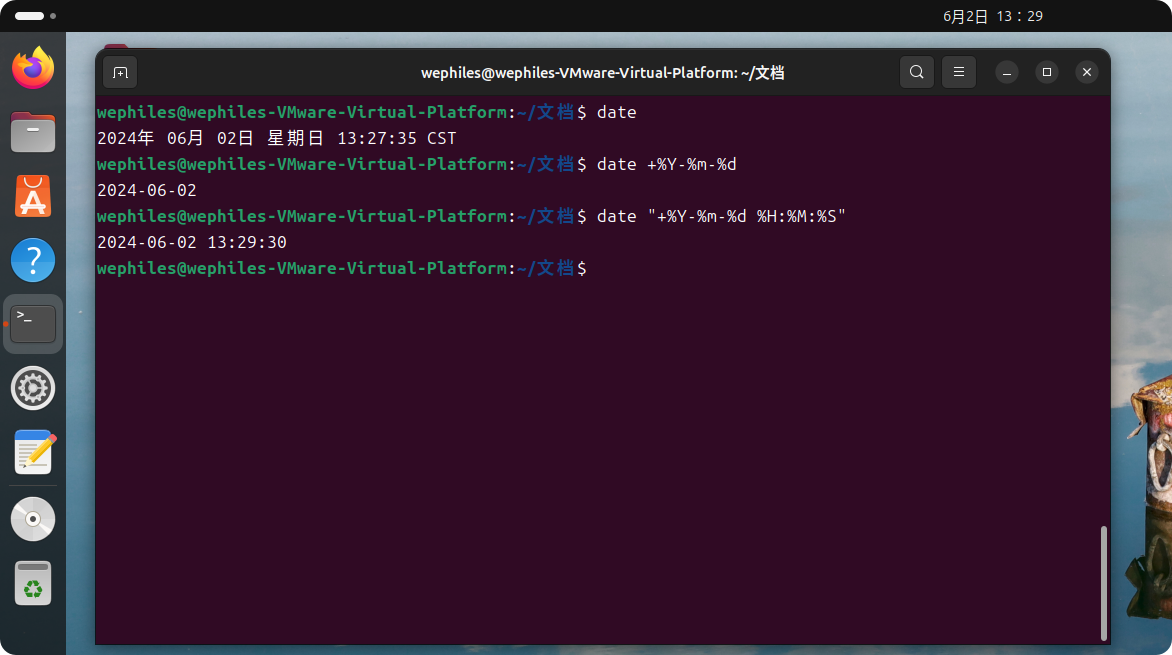 6月2日 13：29
wephiles@wephiles-VMware-Virtual-Platform: ~/文档
wephiles@wephiles-VMware-Virtual-Platform:~/文档$ date
2024年 06月 02日 星期日 13:27:35 CST
wephiles@wephiles-VMware-Virtual-Platform:~/文档$ date +%Y-%m-%d
2024-06-02
wephiles@wephiles-VMware-Virtual-Platform:~/文档$ date "+%Y-%m-%d %H:%M:%S"
2024-06-02 13:29:30
wephiles@wephiles-VMware-Virtual-Platform:~/文档$